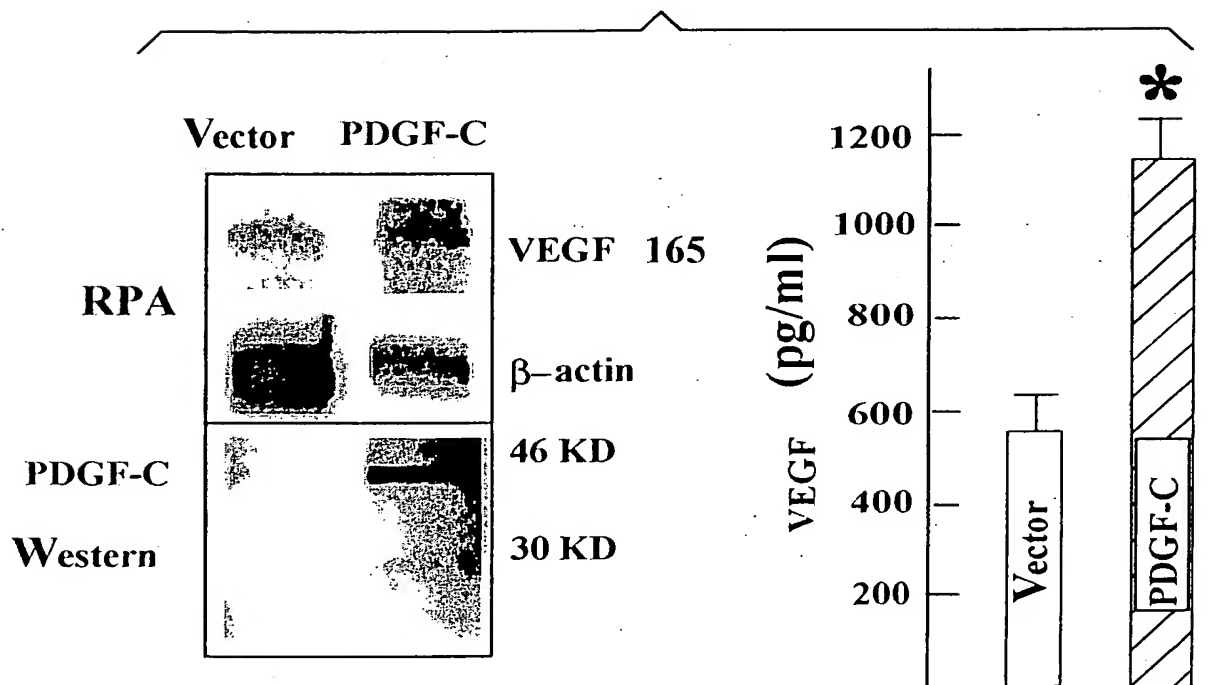 Vector PDGF-C
RPA
VEGF 165
β–actin
PDGF-C
Western
46 KD
30 KD
VEGF (pg/ml)
1200
1000
800
600
400
200
*
Vector
PDGF-C